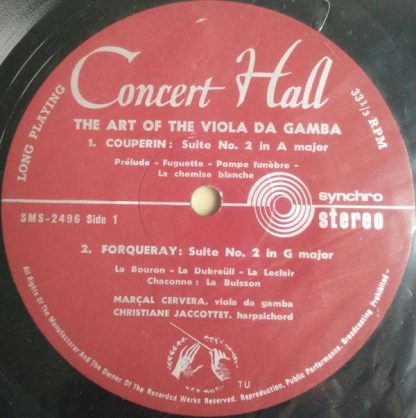 LONG PLAYING
Concert Hall
33 1/3 RPM
THE ART OF THE VIOLA DA GAMBA
1. COUPERIN: Suite No. 2 in A major
Prélude - Fuguette - Pompe funèbre -
La chemise blanche
synchro
SMS-2496 Side 1
stereo
2. FORQUERAY: Suite No. 2 in G major
La Bouron - La Dubreüll - La Leclair
Chaconne: La Buisson
MARÇAL CERVERA, viola da gamba
CHRISTIANE JACCOTTET, harpsichord
TU
All Rights Of The Manufacturer And The Owner Of The Recorded Works Reserved. Reproduction, Public Performance, Broadcasting Prohibited -